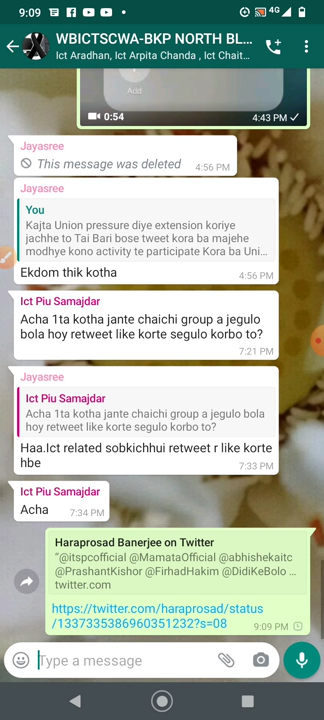 9:09
4G
WBICTSCWA-BKP NORTH BL...
Ict Aradhan, Ict Arpita Chanda , Ict Chait...
Add
0:54
4:43 PM
Jayasree
This message was deleted
4:56 PM
Jayasree
You
Kajta Union pressure diye extension koriye
jachhe to Tai Bari bose tweet kora ba majehe
modhye kono activity te participate Kora ba Uni...
Ekdom thik kotha
4:56 PM
Ict Piu Samajdar
Acha 1ta kotha jante chaichi group a jegulo
bola hoy retweet like korte segulo korbo to?
7:21 PM
Jayasree
Ict Piu Samajdar
Acha 1ta kotha jante chaichi group a jegulo bola
hoy retweet like korte segulo korbo to?
Haa.Ict related sobkichhui retweet r like korte
hbe
7:33 PM
Ict Piu Samajdar
Acha
7:34 PM
Haraprosad Banerjee on Twitter
“@itspcofficial @MamataOfficial @abhishekaitc
@PrashantKishor @FirhadHakim @DidiKeBolo ...
twitter.com
https://twitter.com/haraprosad/status
/1337335386960351232?s=08
9:09 PM
Type a message